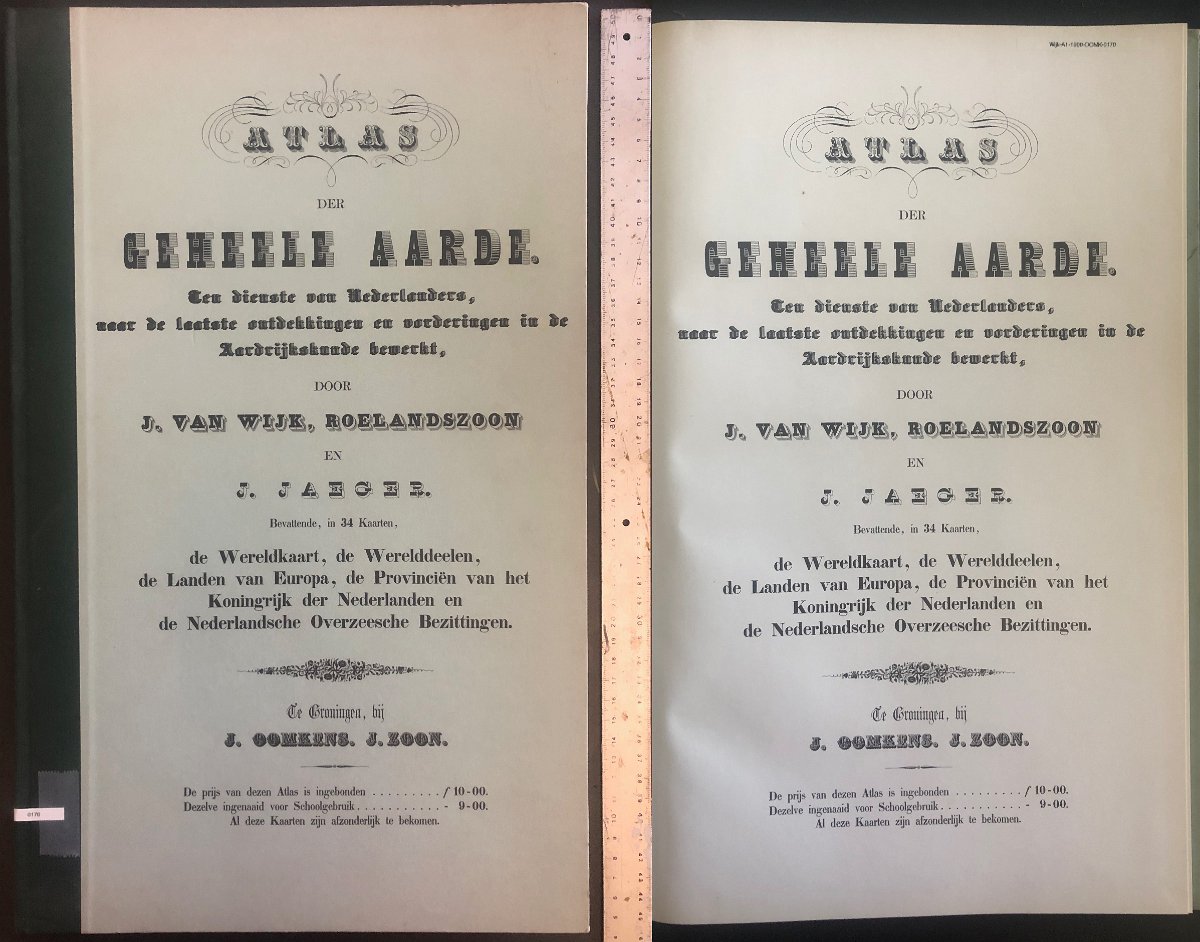 ATLAS
DER
GEHEELE AARDE.
Ten dienste van Nederlanders,
naar de laatste ontdekkingen en vorderingen in de
Aardrijkskunde bewerkt,
DOOR
J. VAN WIJK, ROELANDSZOON
EN
J. JAEGER.
Bevattende, in 34 Kaarten,
de Wereldkaart, de Werelddeelen,
de Landen van Europa, de Provinciën van het
Koningrijk der Nederlanden en
de Nederlandsche Overzeesche Bezittingen.
Te Groningen, bij
J. OOMKENS. J. ZOON.
De prijs van dezen Atlas is ingebonden . . . . . . . . . f 10-00.
Dezelve ingenaaid voor Schoolgebruik . . . . . . . . . . . - 9-00.
Al deze Kaarten zijn afzonderlijk te bekomen.
0170
ATLAS
DER
GEHEELE AARDE.
Ten dienste van Nederlanders,
naar de laatste ontdekkingen en vorderingen in de
Aardrijkskunde bewerkt,
DOOR
J. VAN WIJK, ROELANDSZOON
EN
J. JAEGER.
Bevattende, in 34 Kaarten,
de Wereldkaart, de Werelddeelen,
de Landen van Europa, de Provinciën van het
Koningrijk der Nederlanden en
de Nederlandsche Overzeesche Bezittingen.
Te Groningen, bij
J. OOMKENS. J. ZOON.
De prijs van dezen Atlas is ingebonden . . . . . . . . . . f 10-00.
Dezelve ingenaaid voor Schoolgebruik . . . . . . . . . . . - 9-00.
Al deze Kaarten zijn afzonderlijk te bekomen.